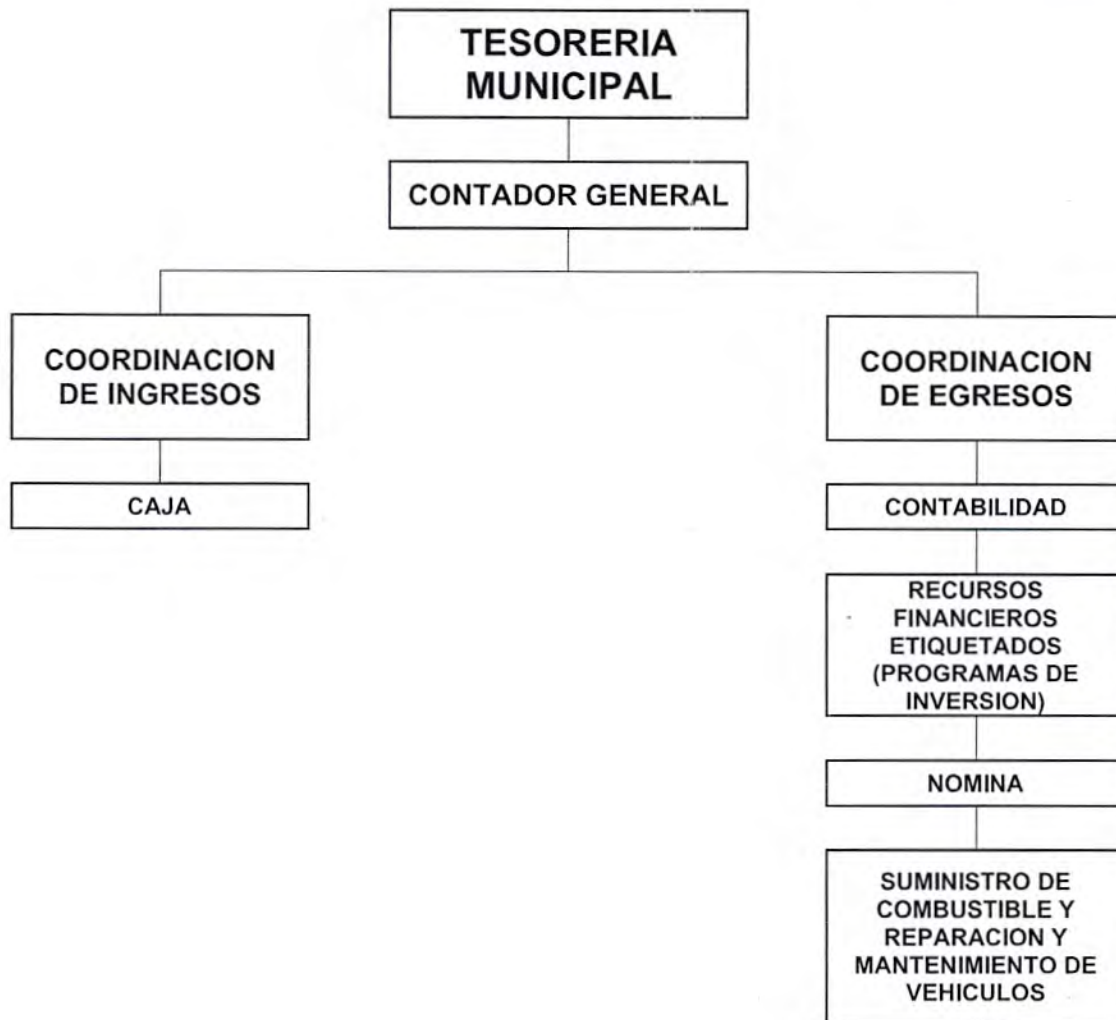 TESORERIA
MUNICIPAL
CONTADOR GENERAL
COORDINACION
DE INGRESOS
CAJA
COORDINACION
DE EGRESOS
CONTABILIDAD
RECURSOS
FINANCIEROS
ETIQUETADOS
(PROGRAMAS DE
INVERSION)
NOMINA
SUMINISTRO DE
COMBUSTIBLE Y
REPARACION Y
MANTENIMIENTO DE
VEHICULOS